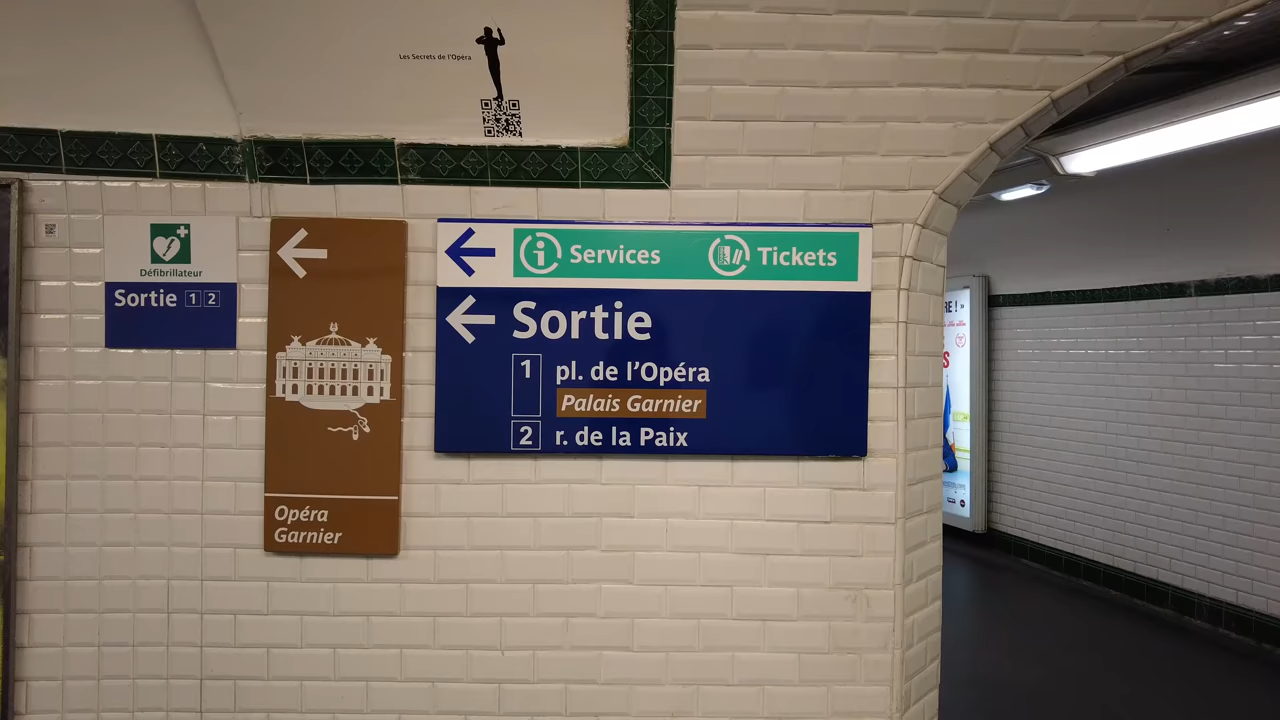 Les Secrets de l'Opéra
Défibrillateur
Sortie 1 2
Opéra
Garnier
Services Tickets
Sortie
1 pl. de l'Opéra
Palais Garnier
2 r. de la Paix
RE ! »
S